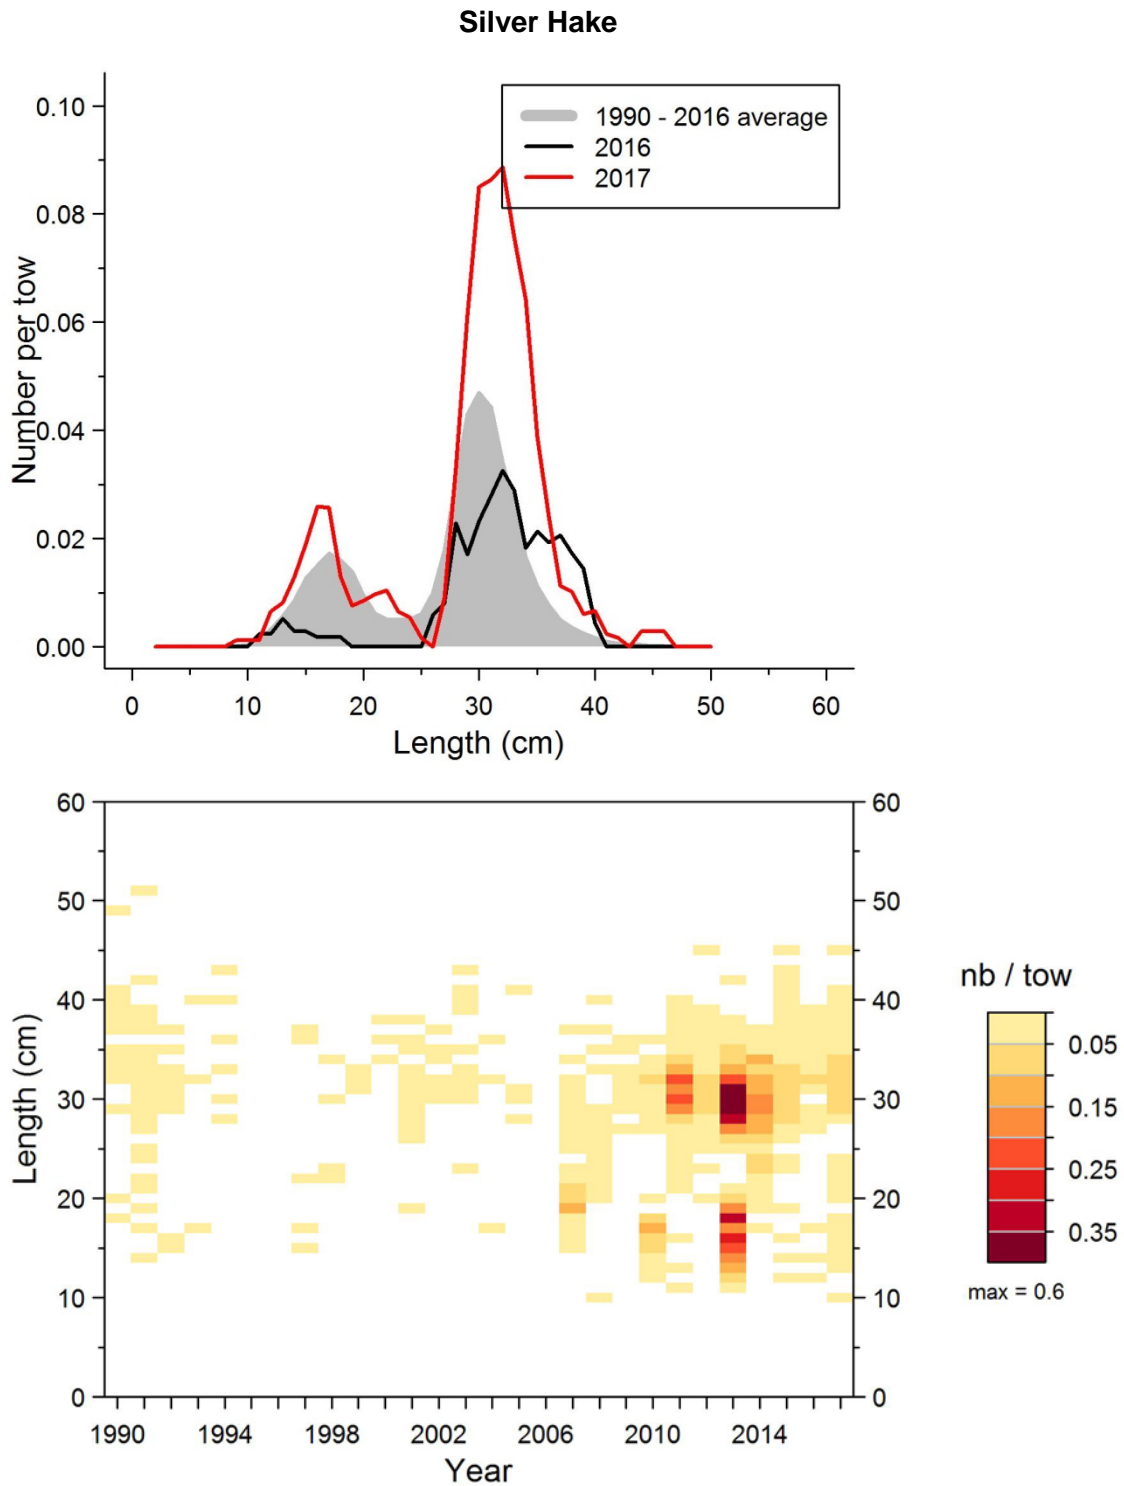 Silver Hake
Number per tow
0.10
0.08
0.06
0.04
0.02
0.00
1990 - 2016 average
2016
2017
0 10 20 30 40 50 60
Length (cm)
Length (cm)
60 60
50 50
40 40
30 30
20 20
10 10
0 0
1990 1994 1998 2002 2006 2010 2014
Year
nb / tow
0.05
0.15
0.25
0.35
max = 0.6